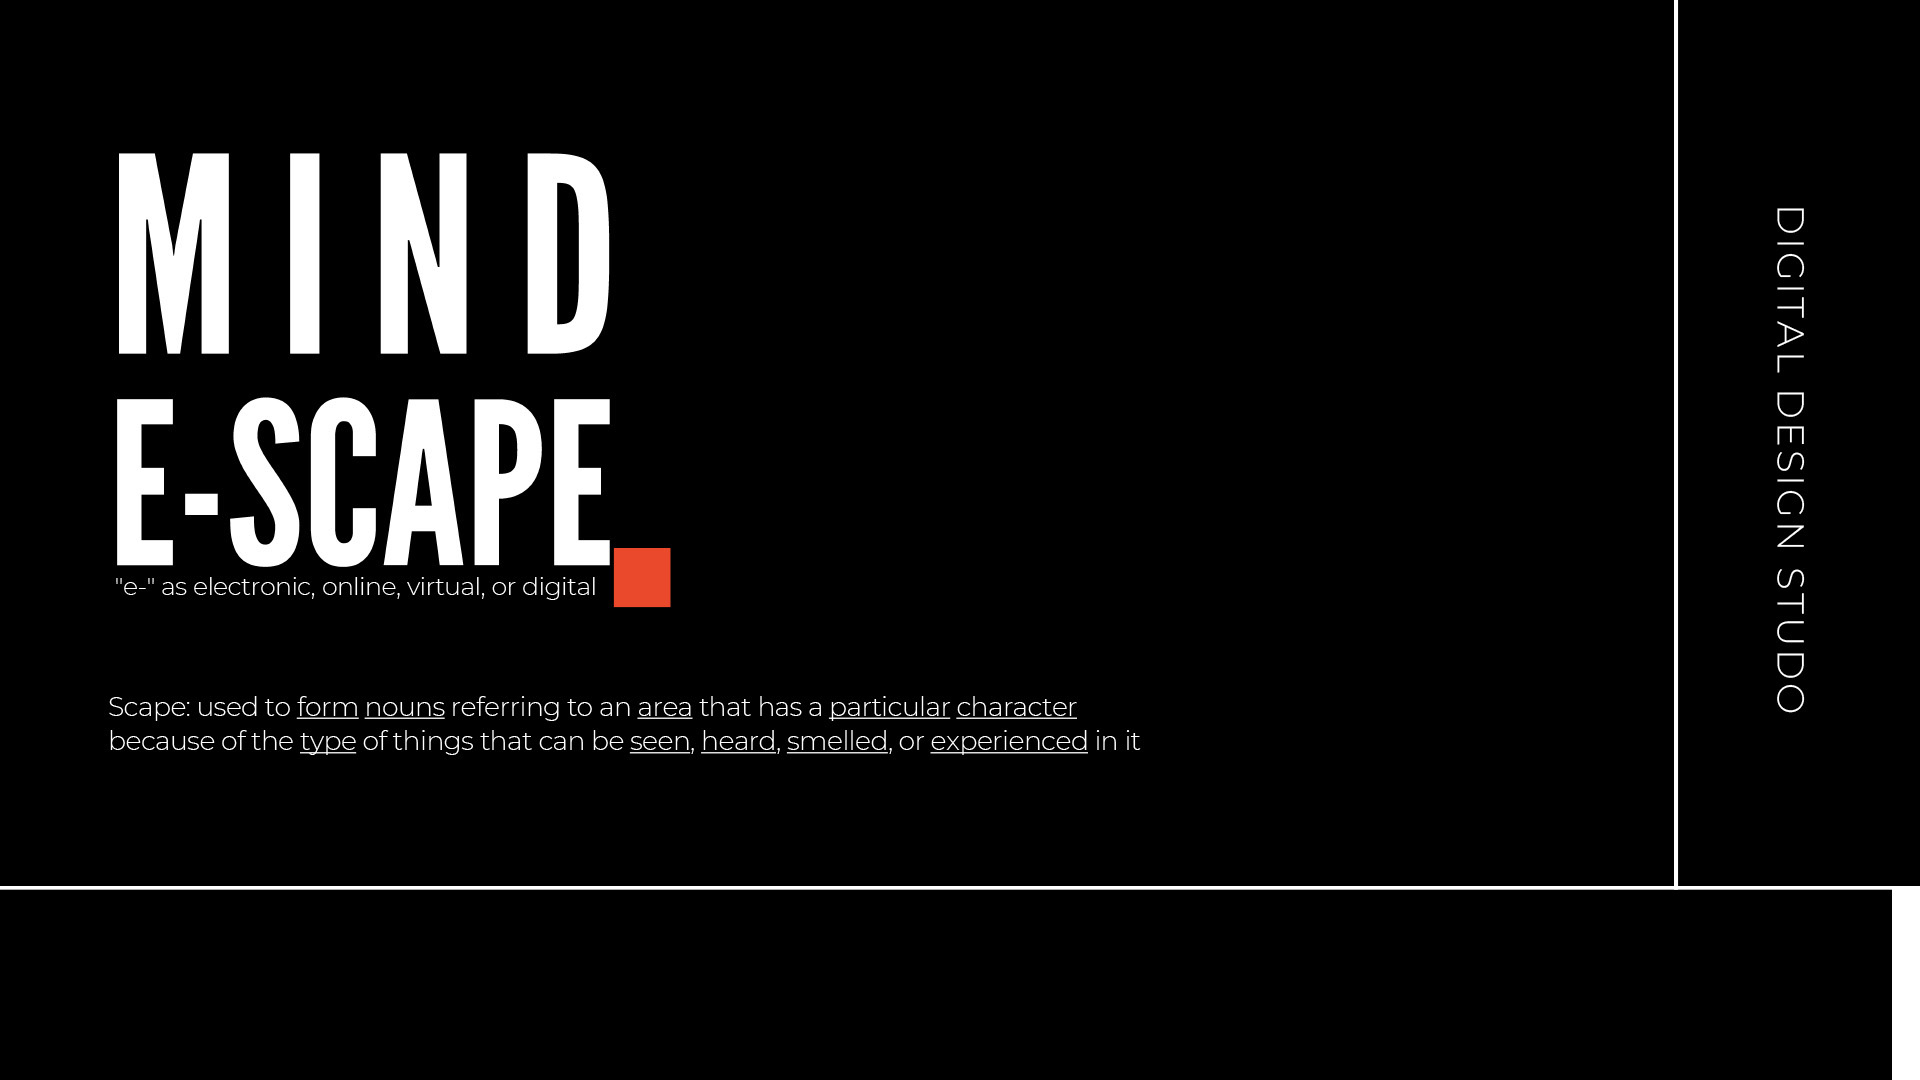 MIND
E-SCAPE
"e-" as electronic, online, virtual, or digital
Scape: used to form nouns referring to an area that has a particular character
because of the type of things that can be seen, heard, smelled, or experienced in it
DIGITAL DESIGN STUDO